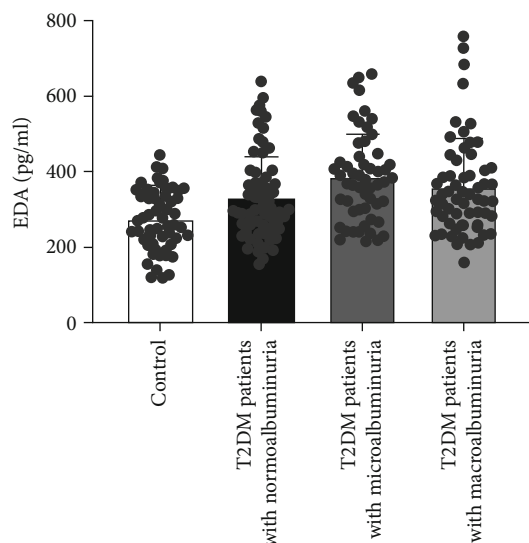 800
600
400
200
0
EDA (pg/ml)
Control
T2DM patients
with normoalbuminuria
T2DM patients
with microalbuminuria
T2DM patients
with macroalbuminuria